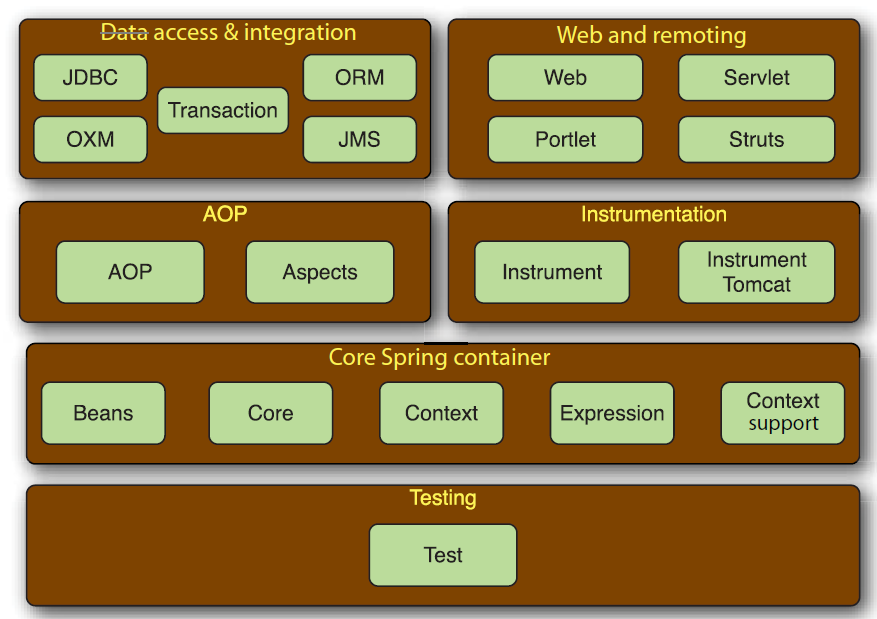 Data access & integration
JDBC
ORM
Transaction
OXM
JMS
Web and remoting
Web
Servlet
Portlet
Struts
AOP
AOP
Aspects
Instrumentation
Instrument
Instrument
Tomcat
Core Spring container
Beans
Core
Context
Expression
Context
support
Testing
Test